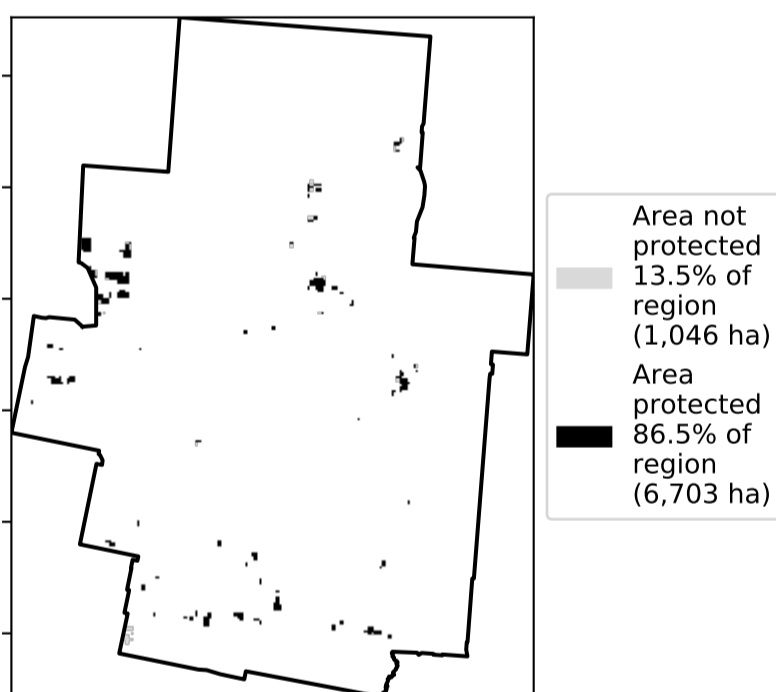 Area not
protected
13.5% of
region
(1,046 ha)
Area
protected
86.5% of
region
(6,703 ha)